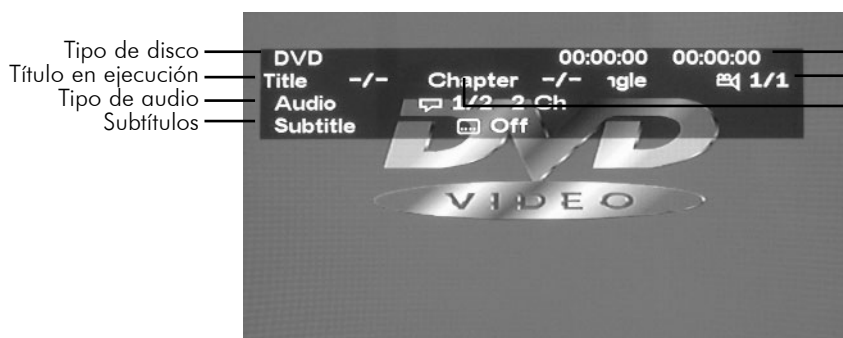 Tipo de disco
Título en ejecución
Tipo de audio
Subtítulos
DVD 00:00:00 00:00:00
Title -/- Chapter -/- ngle 1/1
Audio 1/2 2 Ch
Subtitle Off
DVD
VIDEO